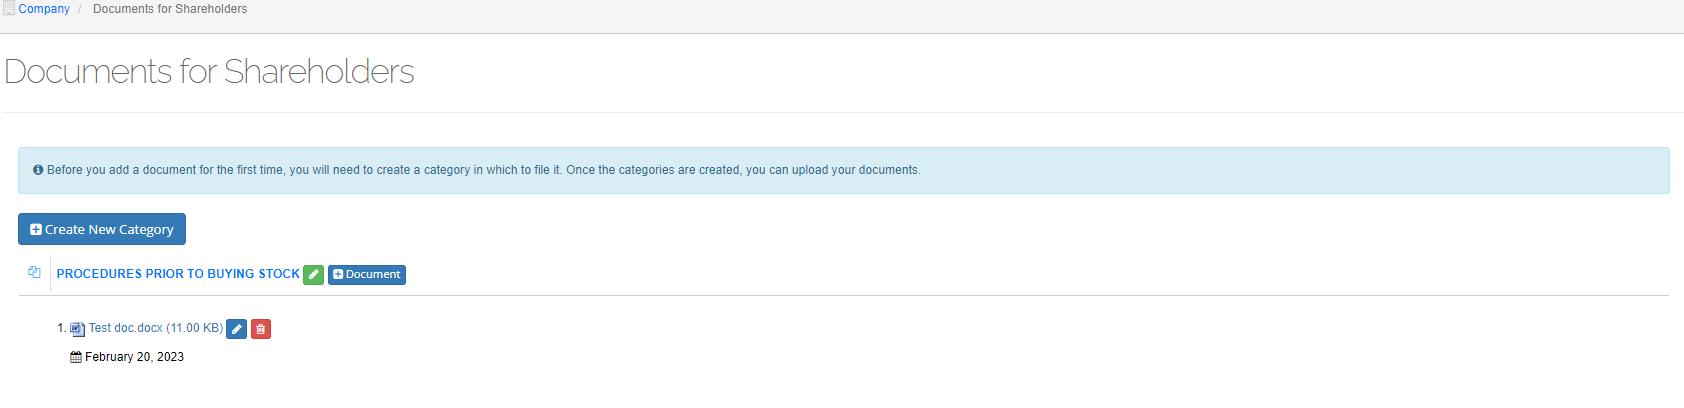 Company / Documents for Shareholders
Documents for Shareholders
Before you add a document for the first time, you will need to create a category in which to file it. Once the categories are created, you can upload your documents.
Create New Category
PROCEDURES PRIOR TO BUYING STOCK Document
1. Test doc.docx (11.00 KB)
February 20, 2023